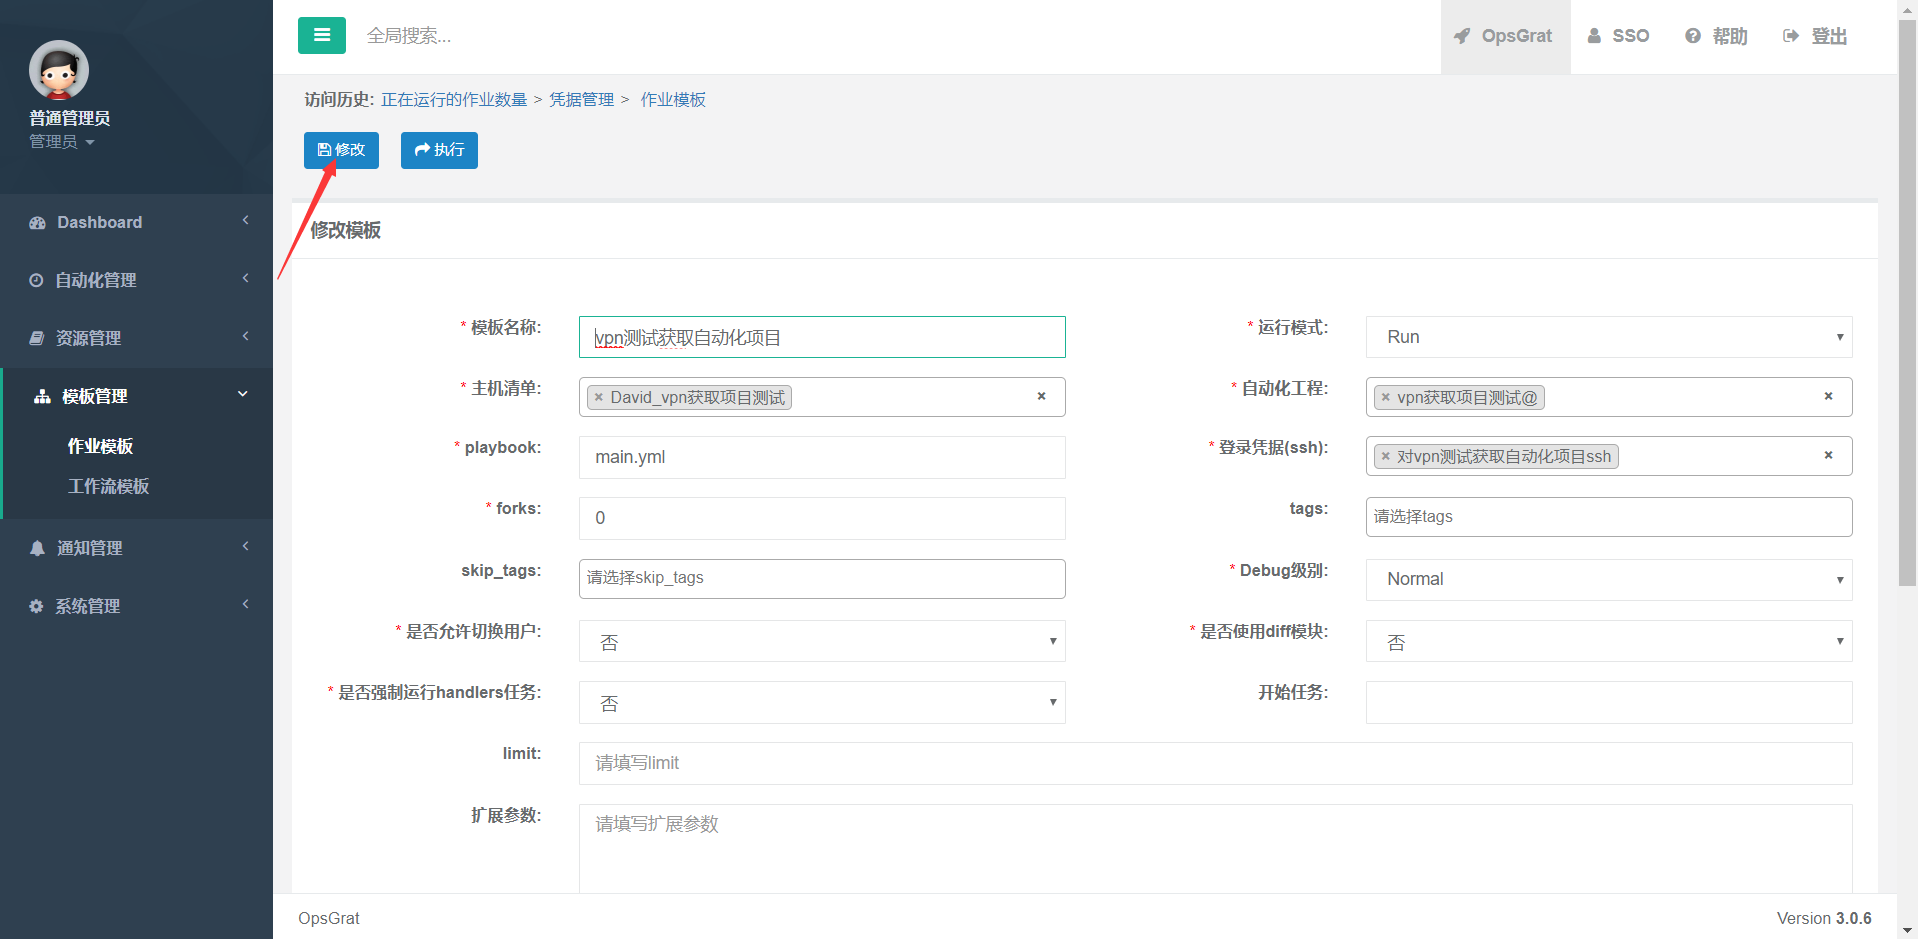 全局搜索...
OpsGrat
SSO
帮助
登出
普通管理员
管理员
Dashboard
自动化管理
资源管理
模板管理
作业模板
工作流模板
通知管理
系统管理
访问历史: 正在运行的作业数量 > 凭据管理 > 作业模板
修改
执行
修改模板
* 模板名称: vpn测试获取自动化项目
* 运行模式: Run
* 主机清单: × David_vpn获取项目测试 ×
* 自动化工程: × vpn获取项目测试@ ×
* playbook: main.yml
* 登录凭据(ssh): × 对vpn测试获取自动化项目ssh ×
* forks: 0
tags: 请选择tags
skip_tags: 请选择skip_tags
* Debug级别: Normal
* 是否允许切换用户: 否
* 是否使用diff模块: 否
* 是否强制运行handlers任务: 否
开始任务:
limit: 请填写limit
扩展参数: 请填写扩展参数
OpsGrat
Version 3.0.6